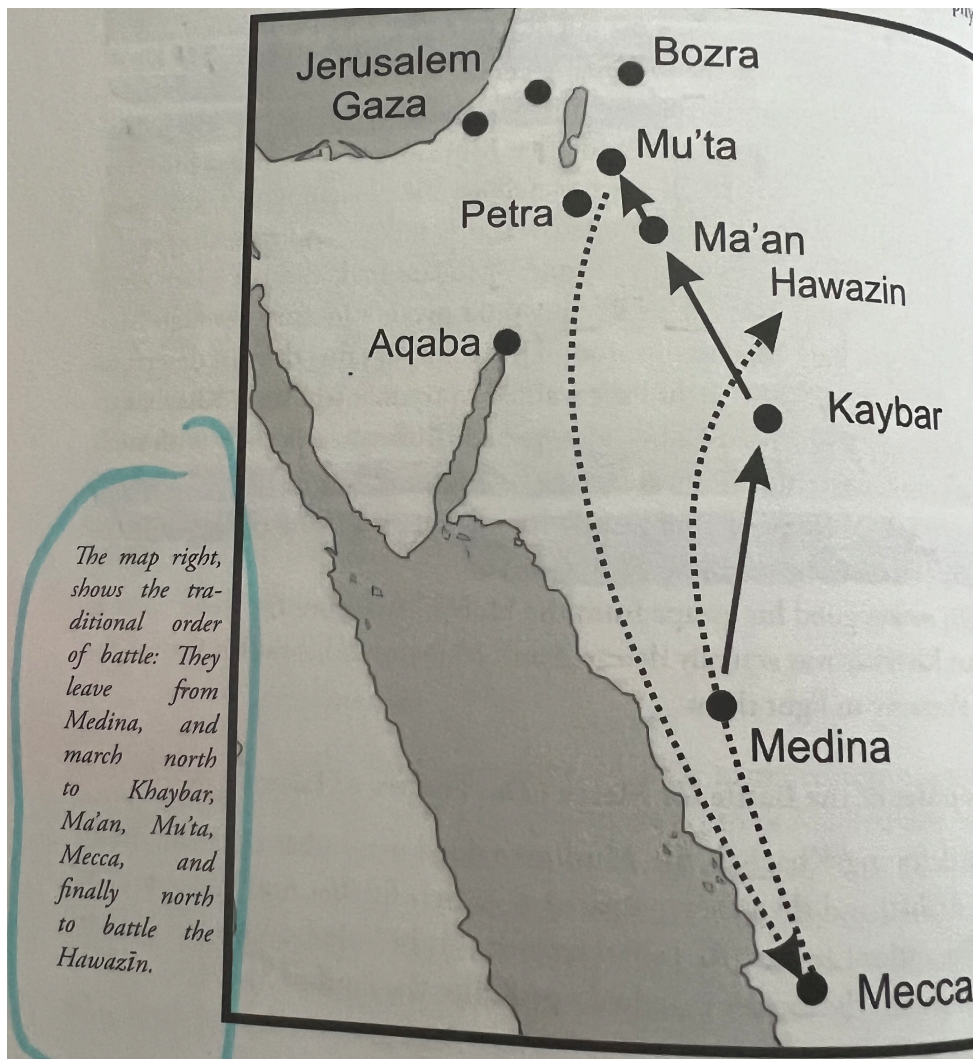 Jerusalem
Gaza
Bozra
Mu'ta
Petra
Ma'an
Hawazin
Aqaba
Kaybar
Medina
Mecca
The map right,
shows the tra-
ditional order
of battle: They
leave from
Medina, and
march north
to Khaybar,
Ma'an, Mu'ta,
Mecca, and
finally north
to battle the
Hawazīn.